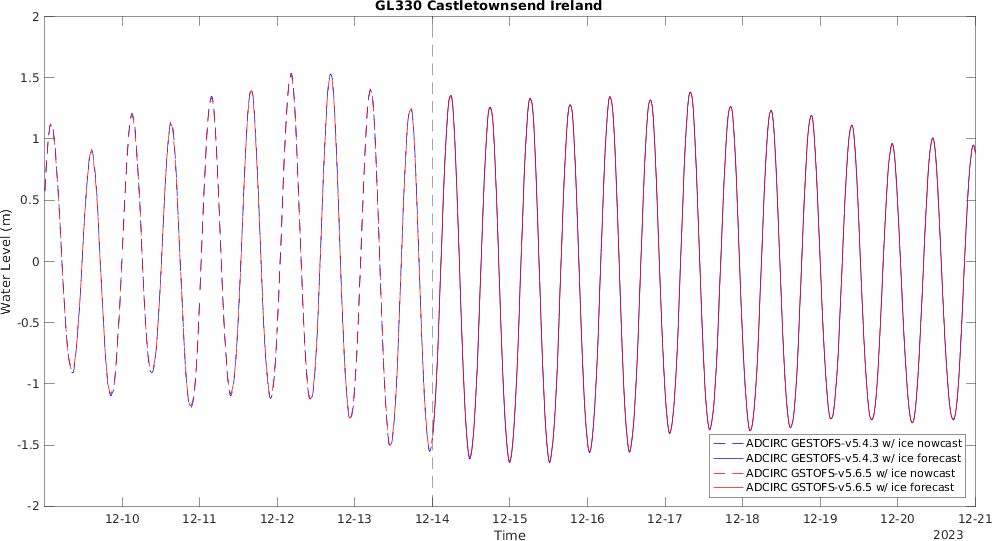 GL330 Castletownsend Ireland
2
1.5
1
0.5
0
-0.5
-1
-1.5
-2
Water Level (m)
ADCIRC GESTOFS-v5.4.3 w/ ice nowcast
ADCIRC GESTOFS-v5.4.3 w/ ice forecast
ADCIRC GSTOFS-v5.6.5 w/ ice nowcast
ADCIRC GSTOFS-v5.6.5 w/ ice forecast
12-10 12-11 12-12 12-13 12-14 12-15 12-16 12-17 12-18 12-19 12-20 12-21
Time
2023